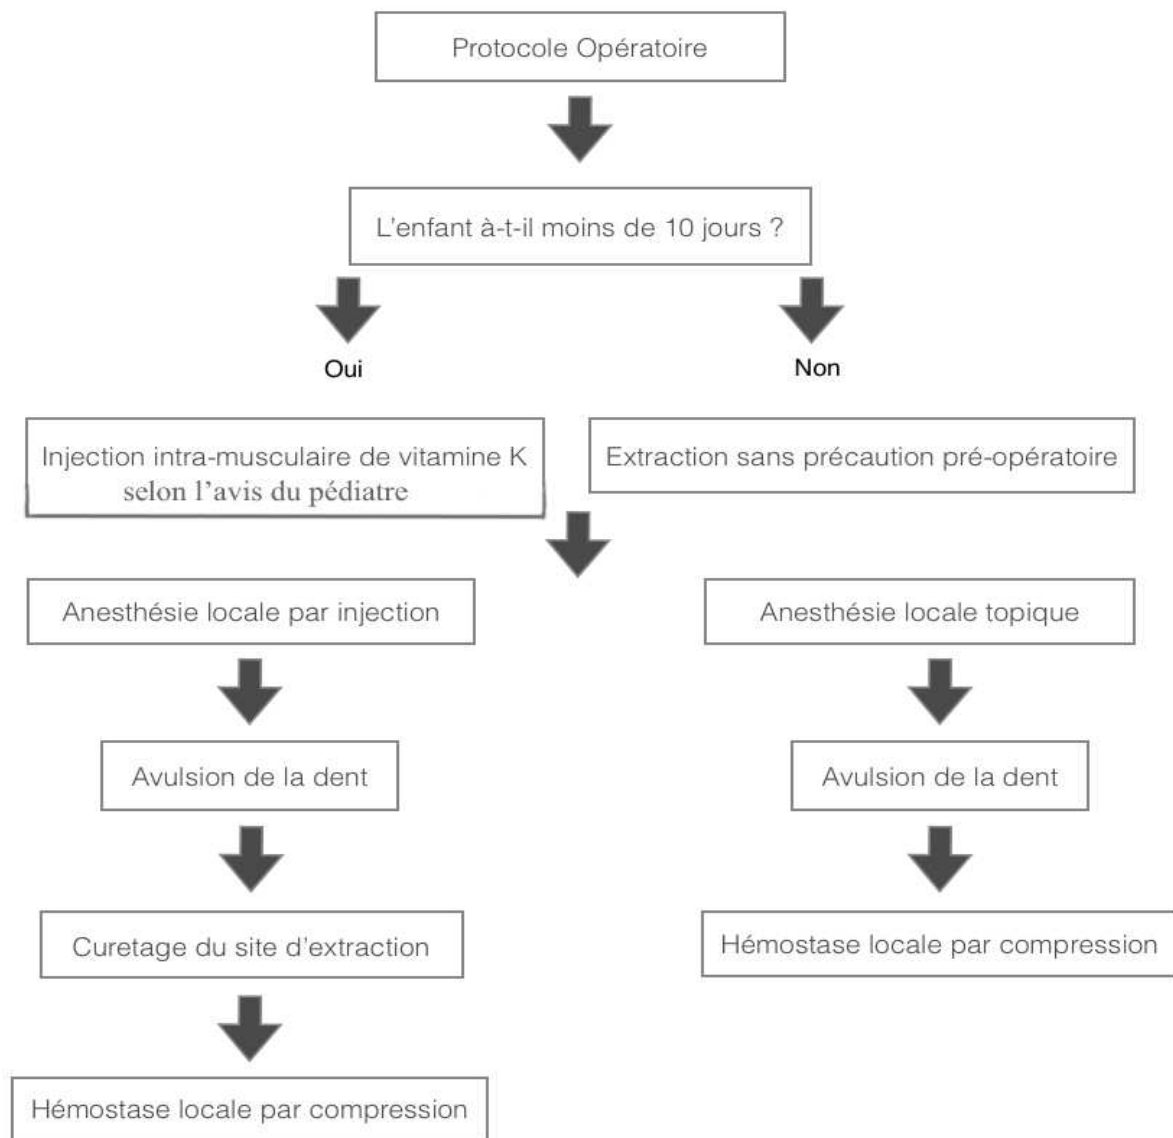 Protocole Opératoire
L'enfant à-t-il moins de 10 jours ?
Oui
Non
Injection intra-musculaire de vitamine K
selon l'avis du pédiatre
Extraction sans précaution pré-opératoire
Anesthésie locale par injection
Anesthésie locale topique
Avulsion de la dent
Avulsion de la dent
Curetage du site d'extraction
Hémostase locale par compression
Hémostase locale par compression